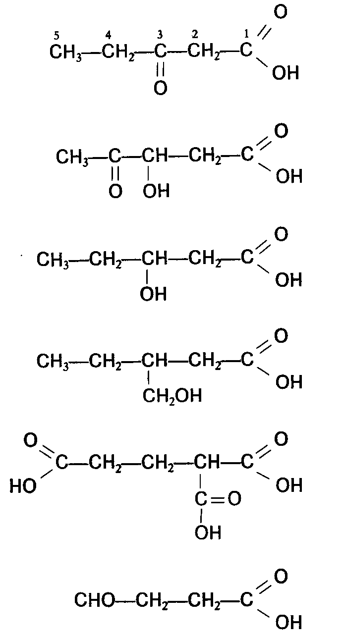 O
5 4 3 2 1
CH₃—CH₂—C—CH₂—C
O OH
O
CH₃—C—CH—CH₂—C
O OH OH
O
CH₃—CH₂—CH—CH₂—C
OH OH
O
CH₃—CH₂—CH—CH₂—C
CH₂OH OH
O O
C—CH₂—CH₂—CH—C
HO OH
C=O
OH
O
CHO—CH₂—CH₂—C
OH